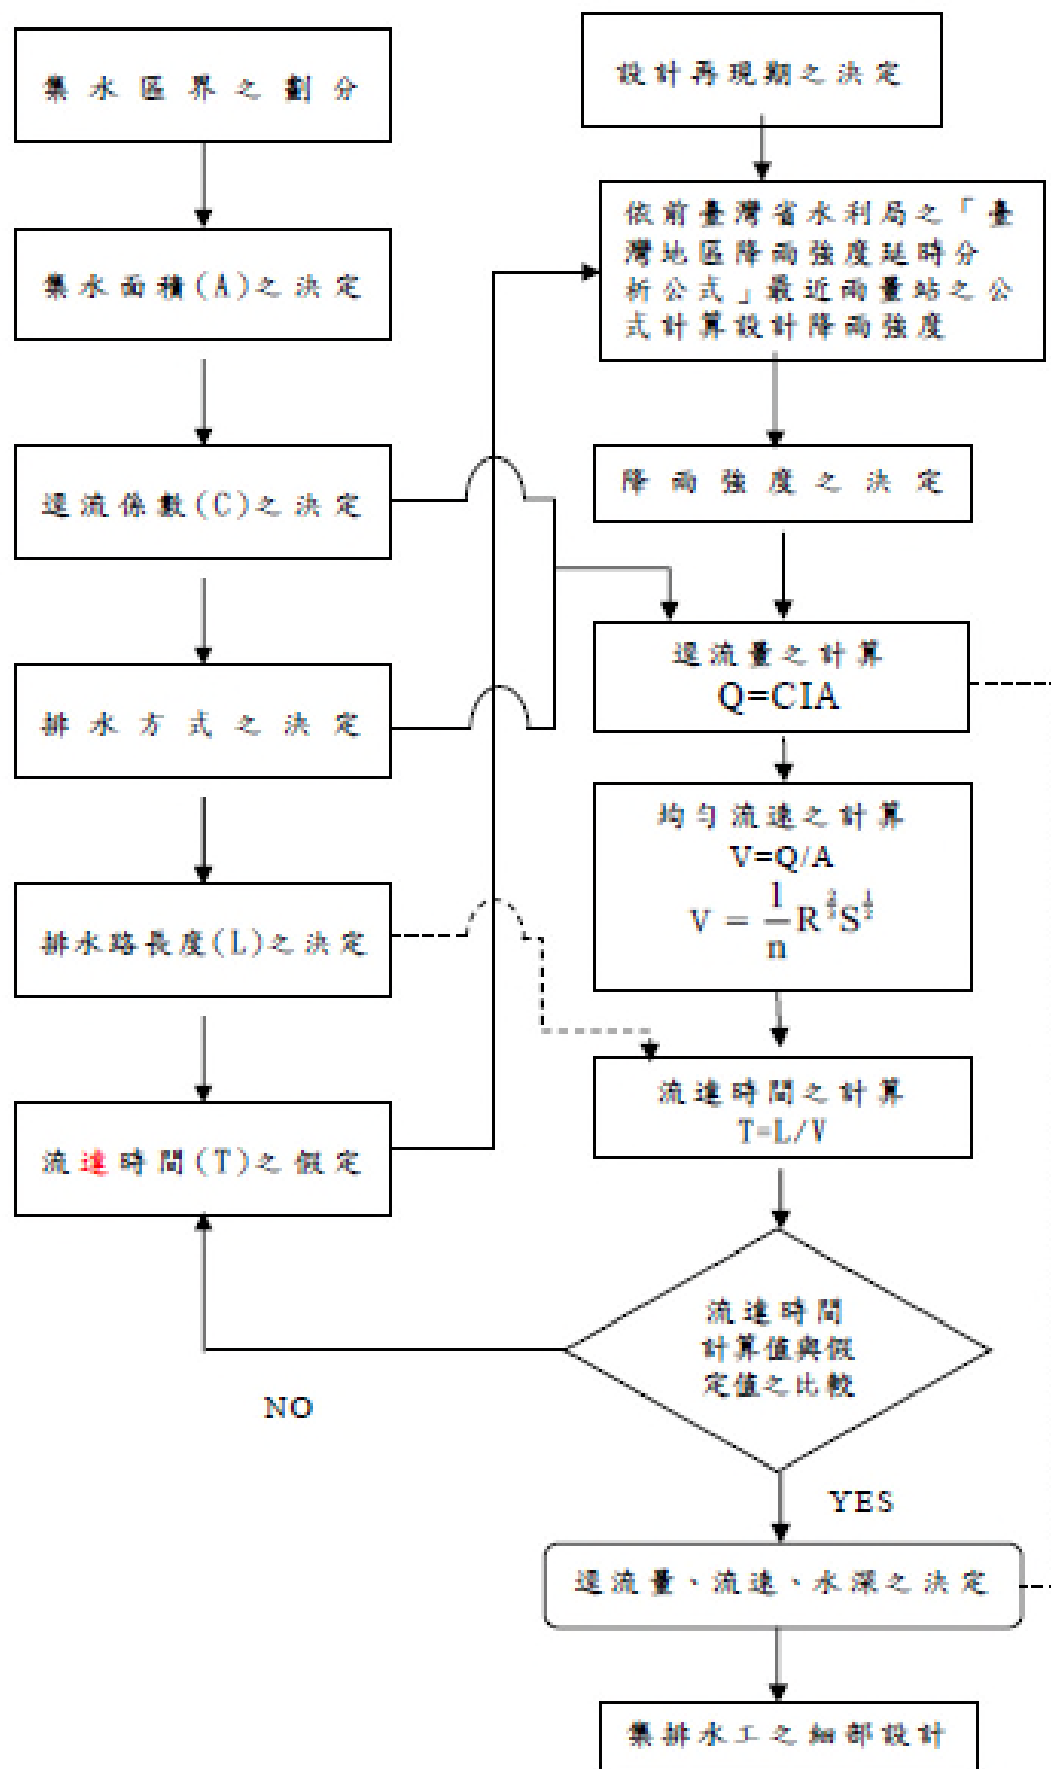 集水區界之劃分
集水面積(A)之決定
逕流係數(C)之決定
排水方式之決定
排水路長度(L)之決定
流達時間(T)之假定
NO
設計再現期之決定
依前臺灣省水利局之「臺
灣地區降雨強度延時分
析公式」最近雨量站之公
式計算設計降雨強度
降雨強度之決定
逕流量之計算
Q=CIA
均勻流速之計算
V=Q/A
V = 1/n R^2/3 S^1/2
流達時間之計算
T=L/V
流達時間
計算值與假
定值之比較
YES
逕流量、流速、水深之決定
集排水工之細部設計